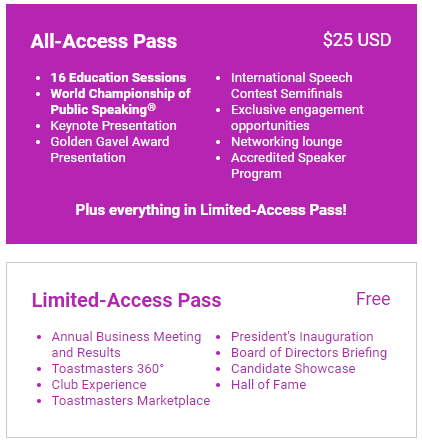 All-Access Pass
$25 USD
• 16 Education Sessions
• World Championship of
Public Speaking®
• Keynote Presentation
• Golden Gavel Award
Presentation
• International Speech
Contest Semifinals
• Exclusive engagement
opportunities
• Networking lounge
• Accredited Speaker
Program
Plus everything in Limited-Access Pass!
Limited-Access Pass
Free
• Annual Business Meeting
and Results
• Toastmasters 360°
• Club Experience
• Toastmasters Marketplace
• President's Inauguration
• Board of Directors Briefing
• Candidate Showcase
• Hall of Fame